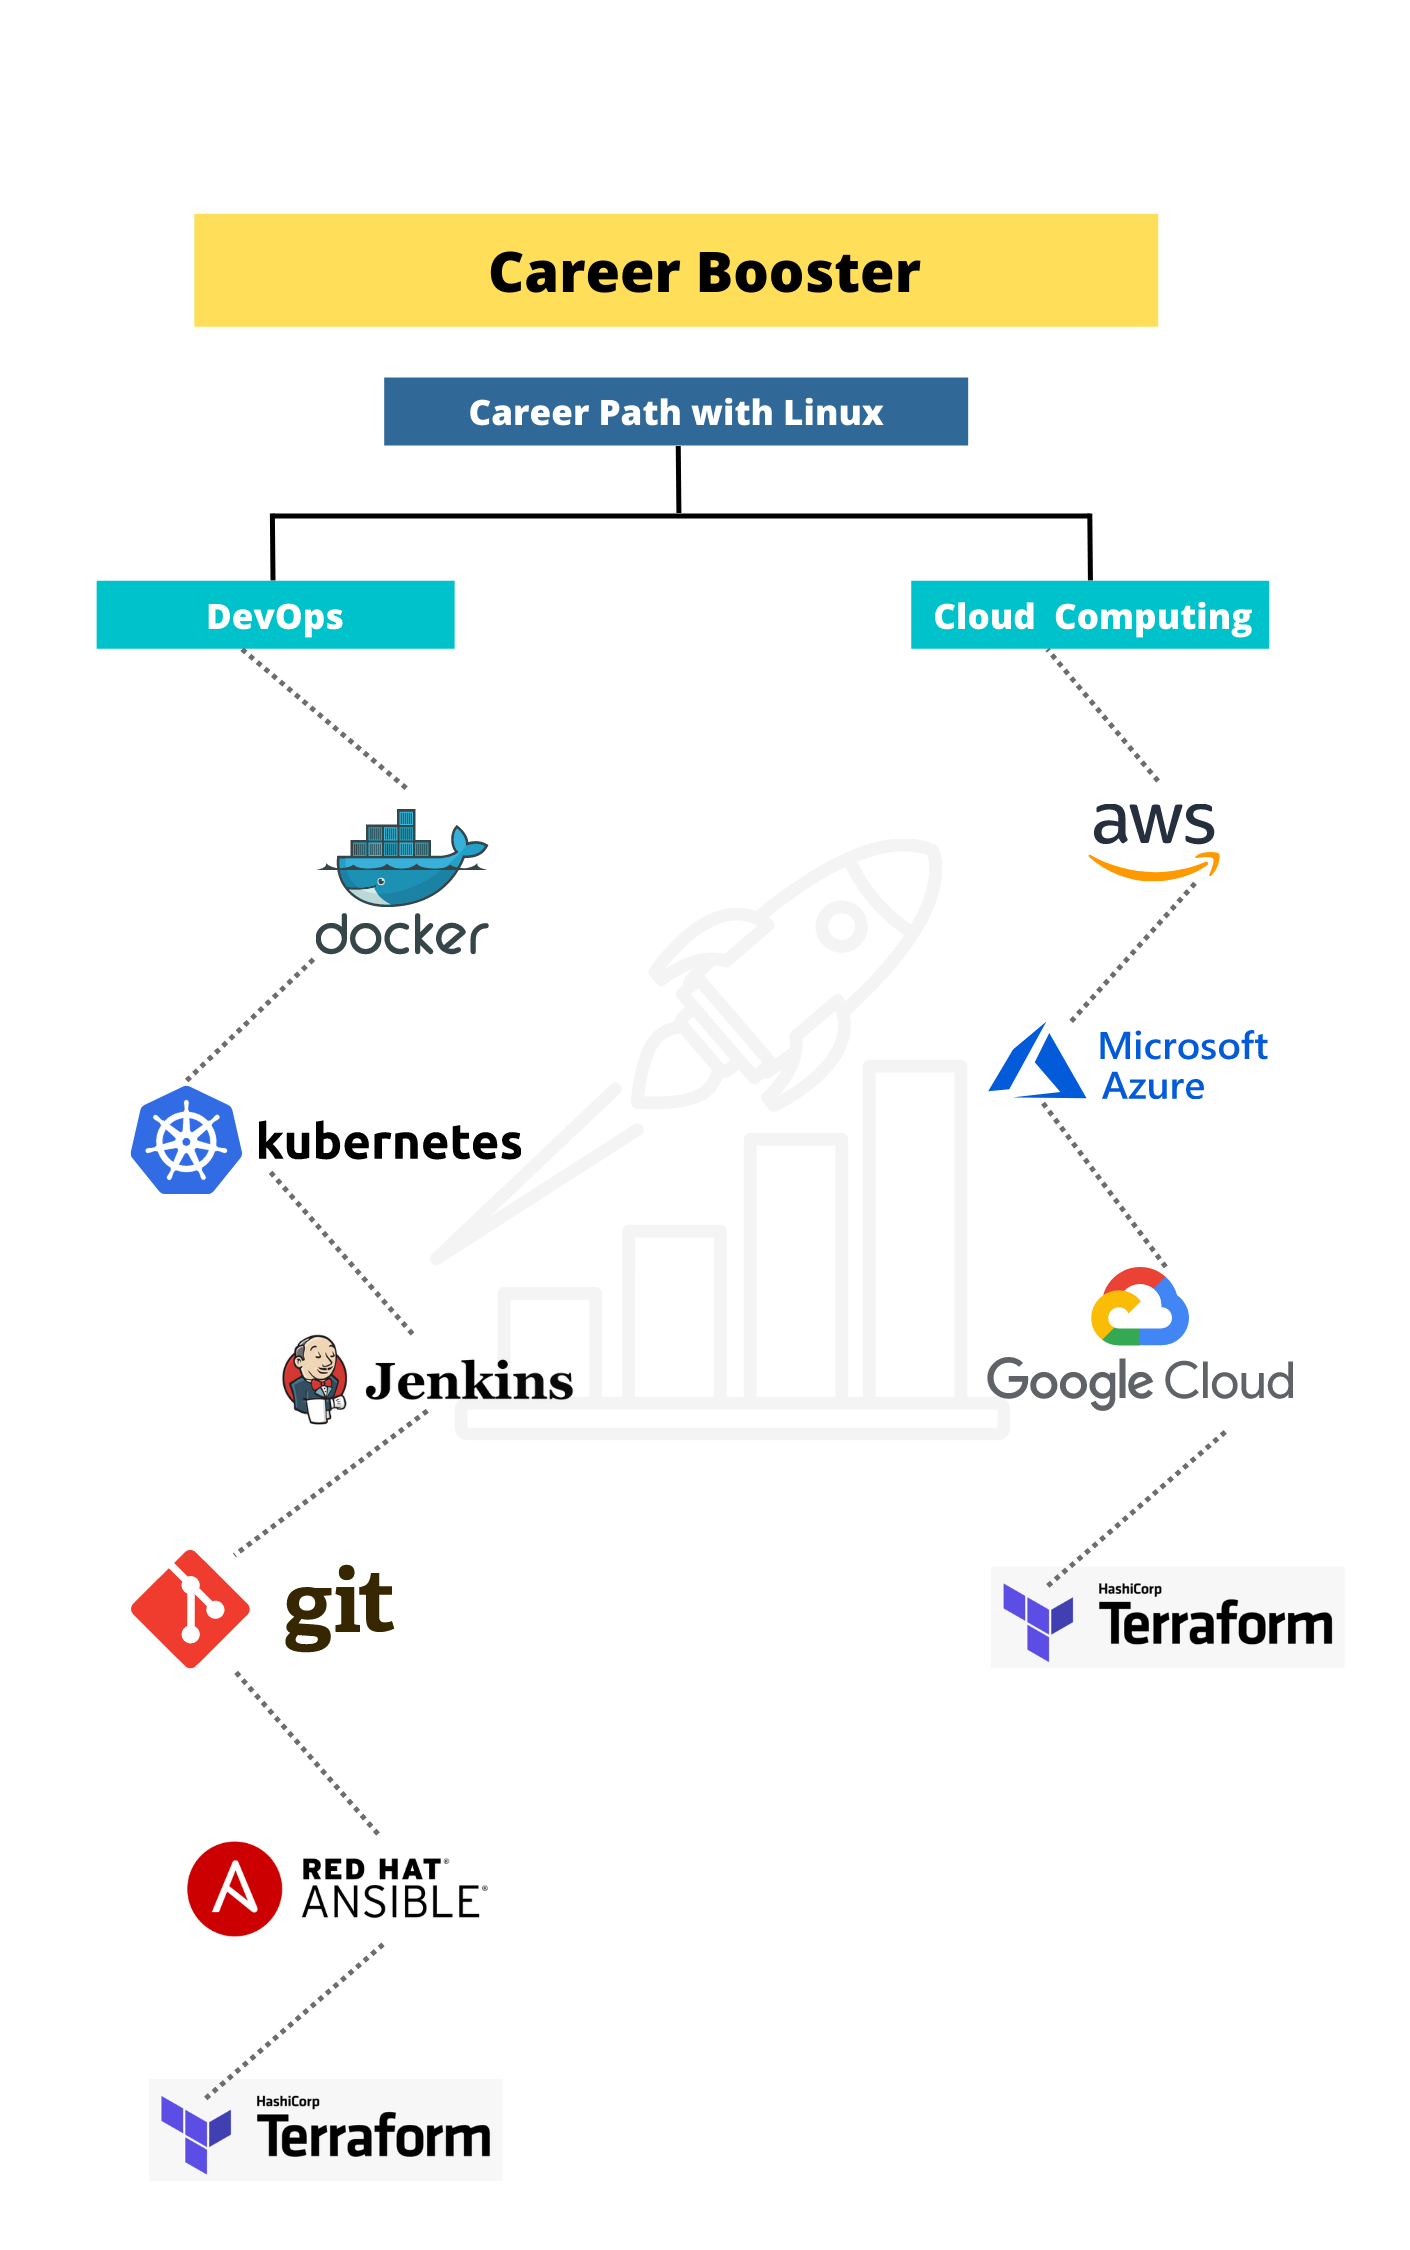 Career Booster
Career Path with Linux
DevOps
Cloud Computing
docker
kubernetes
Jenkins
git
RED HAT®
ANSIBLE®
HashiCorp
Terraform
aws
Microsoft
Azure
Google Cloud
HashiCorp
Terraform